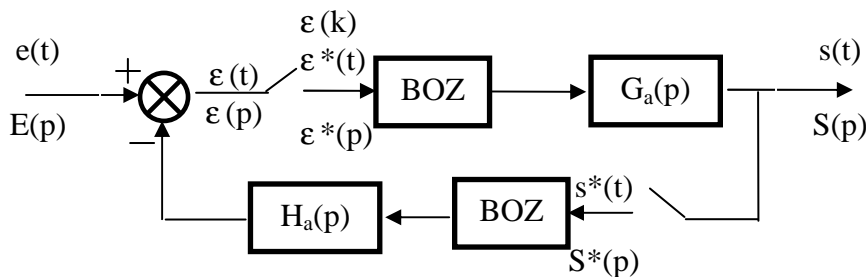 ε(k)
e(t)
s(t)
+
ε(t)
ε*(t)
BOZ
Gₐ(p)
E(p)
ε(p)
ε*(p)
S(p)
−
s*(t)
Hₐ(p)
BOZ
S*(p)